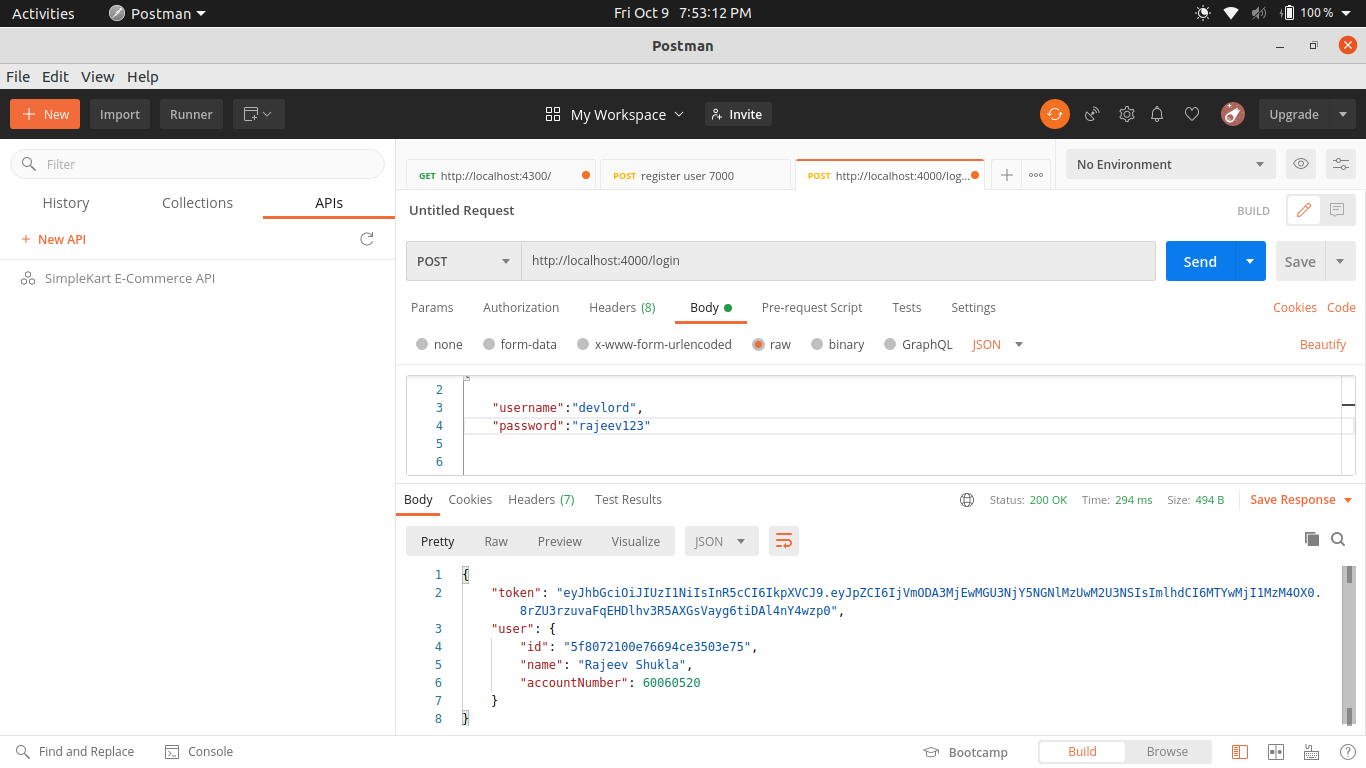 Activities Postman Fri Oct 9 7:53:12 PM 100 %
Postman
File Edit View Help
New Import Runner My Workspace Invite Upgrade
Filter
GET http://localhost:4300/ POST register user 7000 POST http://localhost:4000/log... No Environment
History Collections APIs
Untitled Request BUILD
New API
POST http://localhost:4000/login Send Save
SimpleKart E-Commerce API
Params Authorization Headers (8) Body Pre-request Script Tests Settings Cookies Code
none form-data x-www-form-urlencoded raw binary GraphQL JSON Beautify
2
3 "username":"devlord",
4 "password":"rajeev123"
5
6
Body Cookies Headers (7) Test Results Status: 200 OK Time: 294 ms Size: 494 B Save Response
Pretty Raw Preview Visualize JSON
1 {
2 "token": "eyJhbGciOiJIUzI1NiIsInR5cCI6IkpXVCJ9.eyJpZCI6IjVmODA3MjEwMGU3NjY5NGNlMzUwM2U3NSIsImlhdCI6MTYwMjI1MzM4OX0.
8rZU3rzuvaFqEHDlhv3R5AXGsVayg6tiDAl4nY4wzp0",
3 "user": {
4 "id": "5f8072100e76694ce3503e75",
5 "name": "Rajeev Shukla",
6 "accountNumber": 60060520
7 }
8 }
Find and Replace Console Bootcamp Build Browse